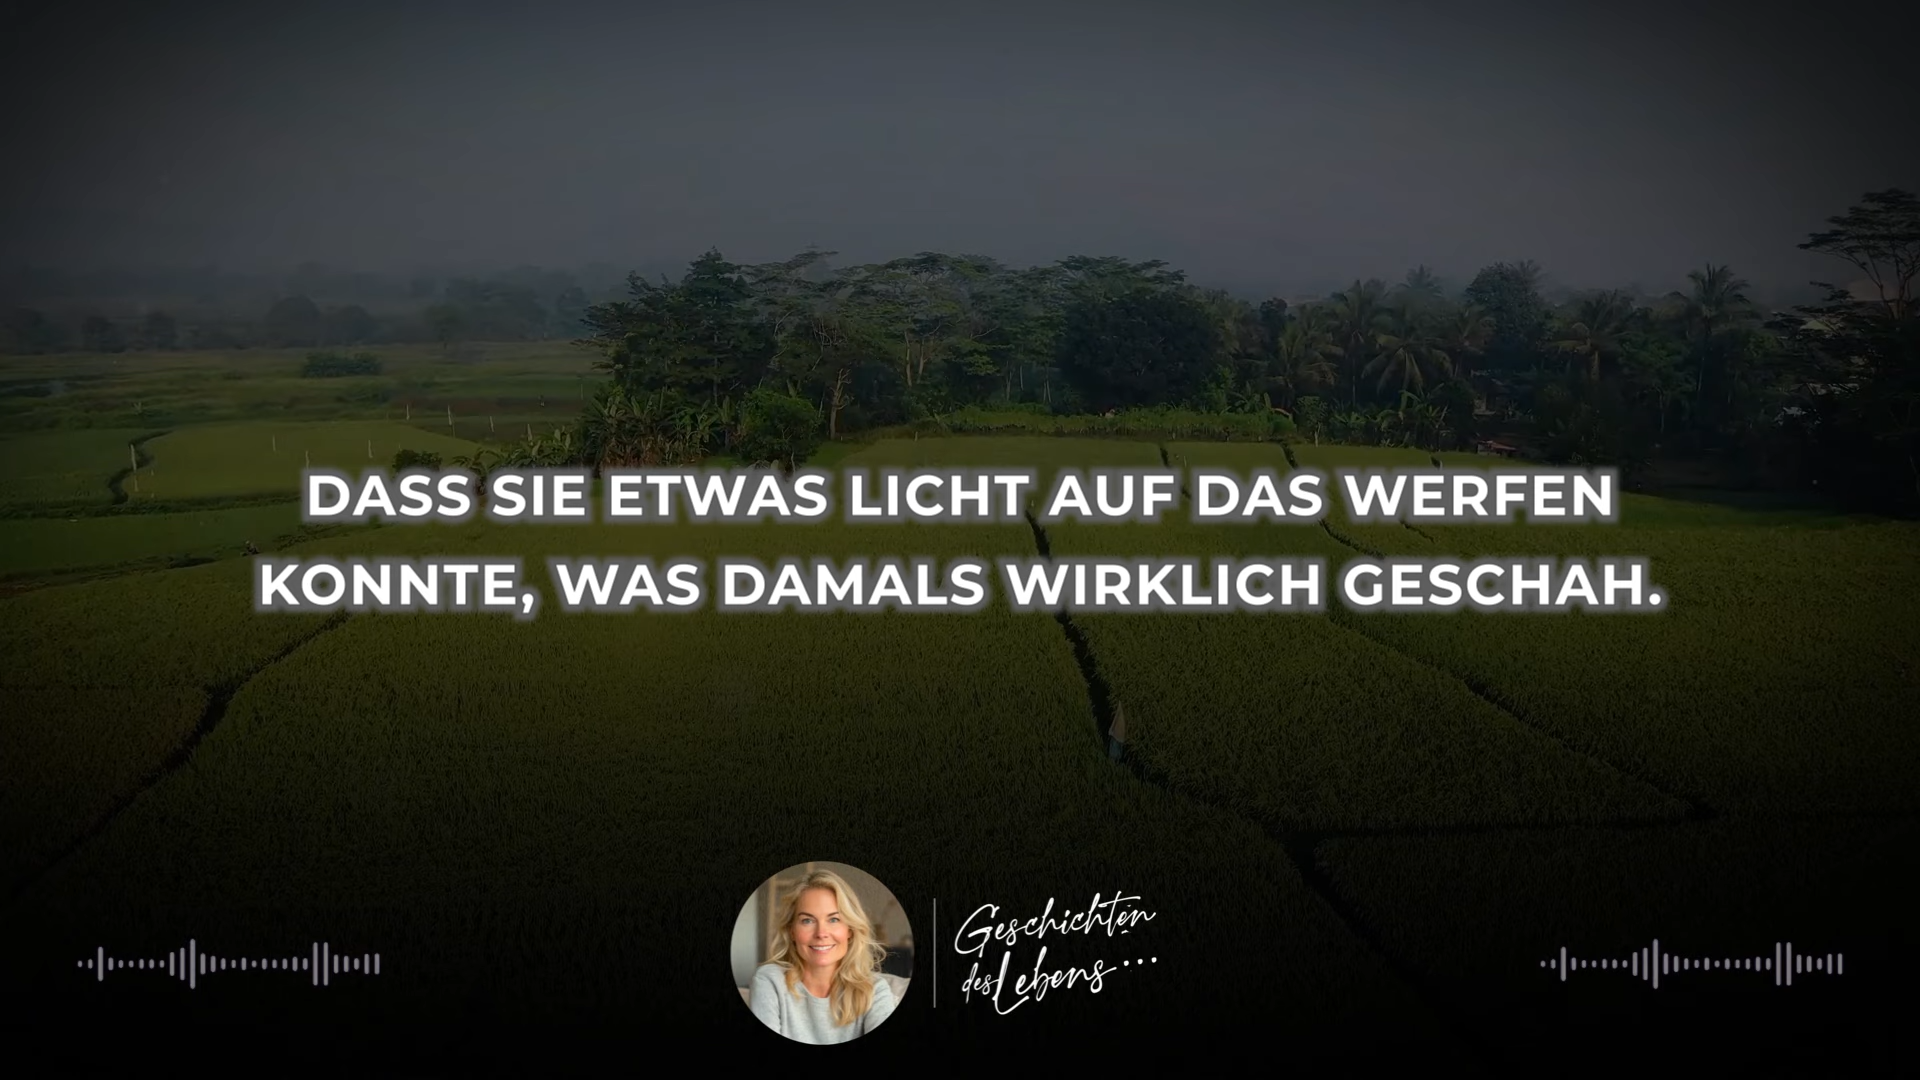 DASS SIE ETWAS LICHT AUF DAS WERFEN
KONNTE, WAS DAMALS WIRKLICH GESCHAH.
Geschichten
des Lebens...